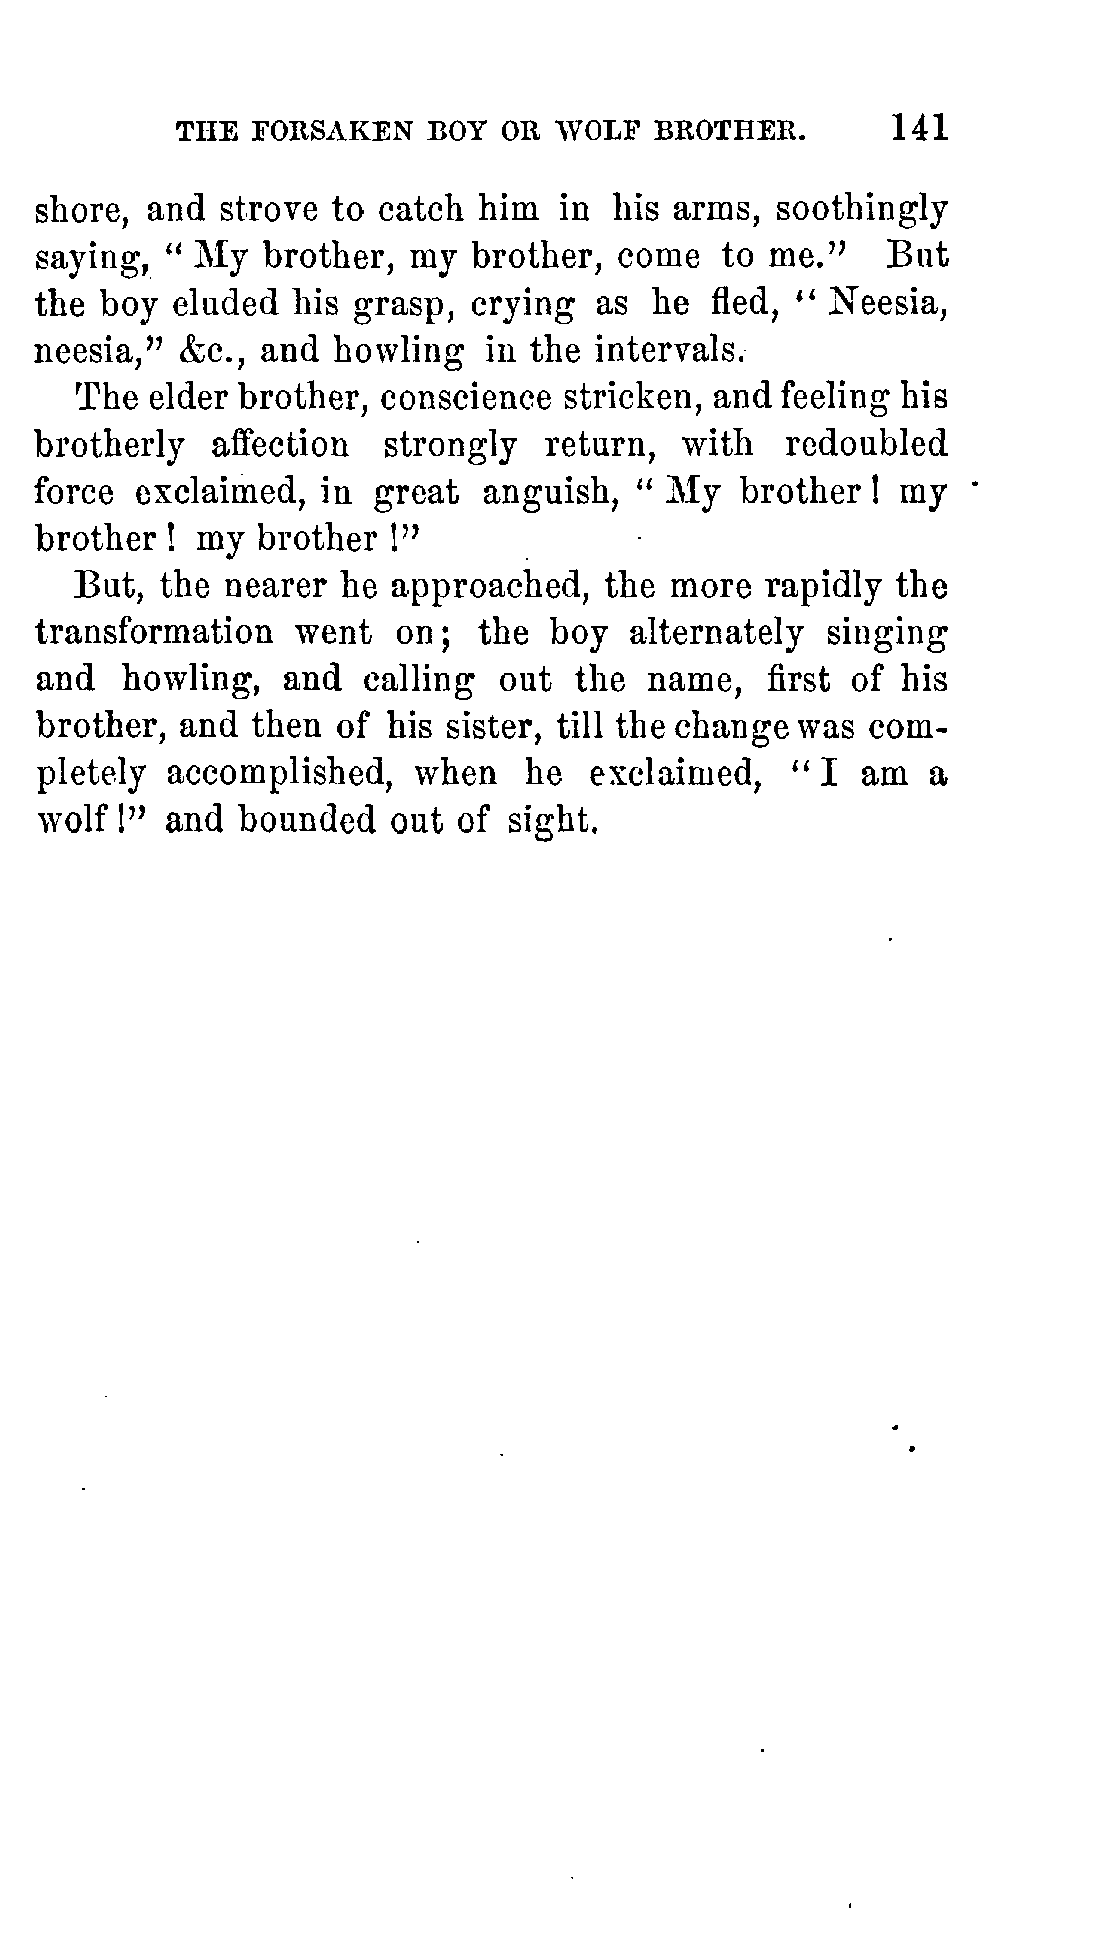 THE FORSAKEN BOY OR WOLF BROTHER. 141
shore, and strove to catch him in his arms, soothingly
saying, " My brother, my brother, come to me." But
the boy eluded his grasp, crying as he fled, " Neesia,
neesia," &c., and howling in the intervals.
The elder brother, conscience stricken, and feeling his
brotherly affection strongly return, with redoubled
force exclaimed, in great anguish, " My brother ! my
brother ! my brother !"
But, the nearer he approached, the more rapidly the
transformation went on; the boy alternately singing
and howling, and calling out the name, first of his
brother, and then of his sister, till the change was com-
pletely accomplished, when he exclaimed, " I am a
wolf !" and bounded out of sight.